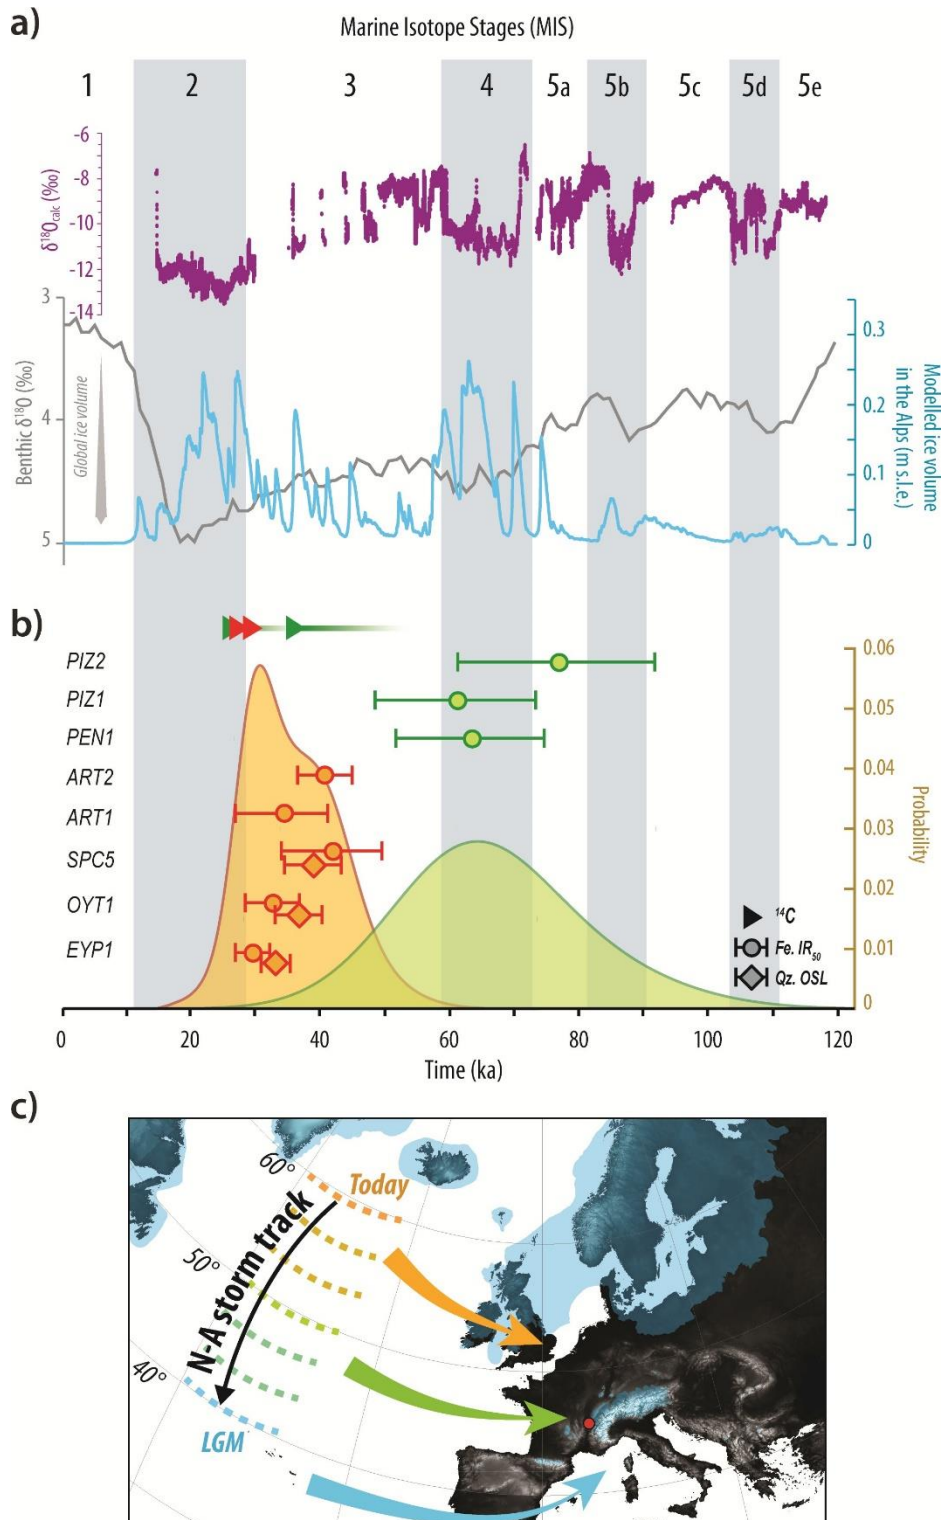 a)
Marine Isotope Stages (MIS)
1 2 3 4 5a 5b 5c 5d 5e
-6
-8
-10
-12
-14
δ¹⁸Ocalc (‰)
3
4
5
Benthic δ¹⁸O (‰)
Global ice volume
0.3
0.2
0.1
0
Modelled ice volume
in the Alps (m s.l.e.)
b)
PIZ2
PIZ1
PEN1
ART2
ART1
SPC5
OYT1
EYP1
0.06
0.05
0.04
0.03
0.02
0.01
0
Probability
¹⁴C
Fe. IR₅₀
Qz. OSL
0 20 40 60 80 100 120
Time (ka)
c)
60°
Today
50°
N-A storm track
40°
LGM